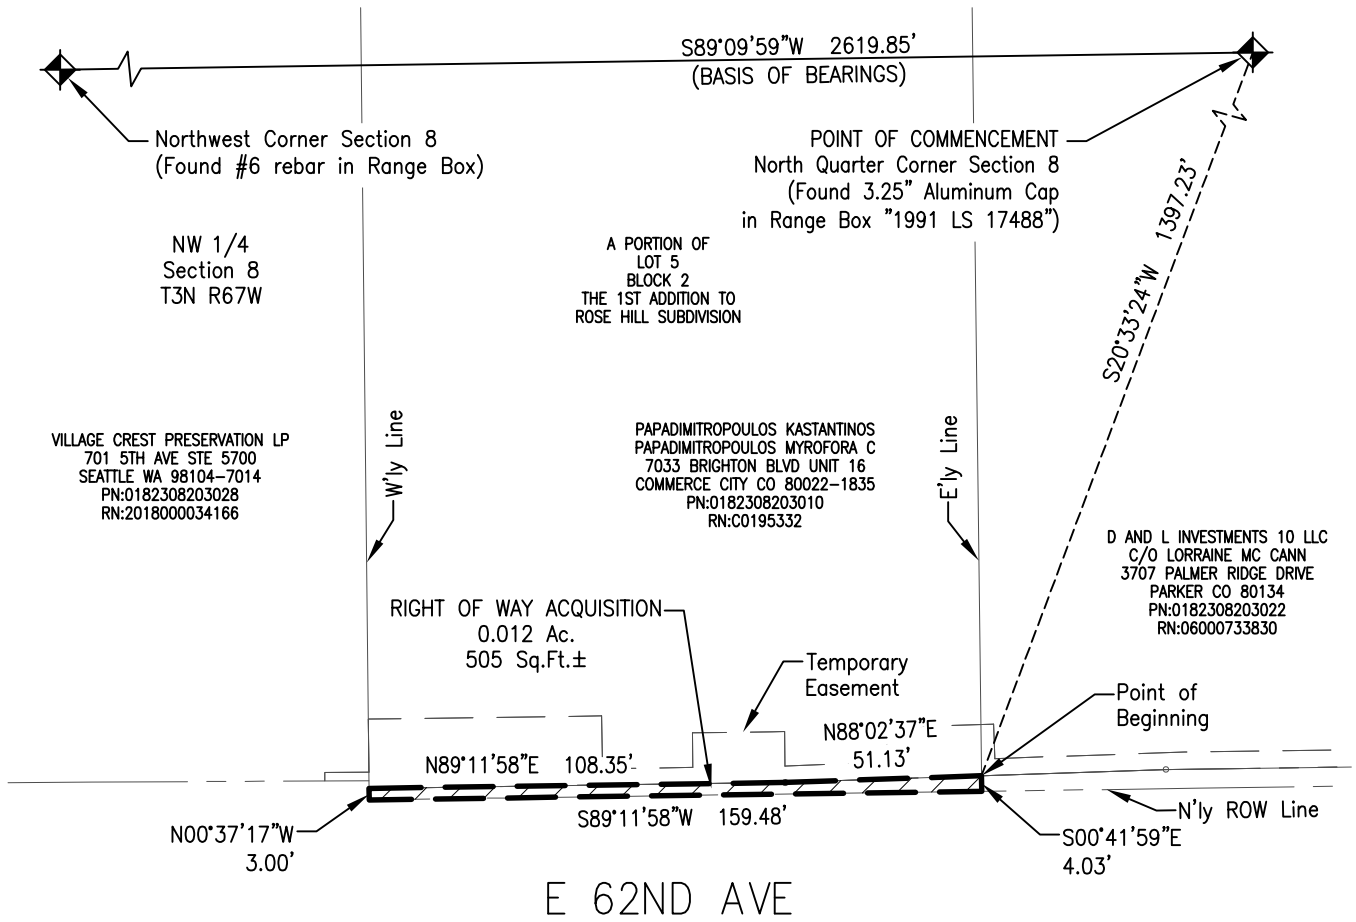 S89°09'59"W 2619.85'
(BASIS OF BEARINGS)
Northwest Corner Section 8
(Found #6 rebar in Range Box)
POINT OF COMMENCEMENT
North Quarter Corner Section 8
(Found 3.25" Aluminum Cap
in Range Box "1991 LS 17488")
S20°33'24"W 1397.23'
NW 1/4
Section 8
T3N R67W
A PORTION OF
LOT 5
BLOCK 2
THE 1ST ADDITION TO
ROSE HILL SUBDIVISION
VILLAGE CREST PRESERVATION LP
701 5TH AVE STE 5700
SEATTLE WA 98104-7014
PN:0182308203028
RN:2018000034166
W'ly Line
PAPADIMITROPOULOS KASTANTINOS
PAPADIMITROPOULOS MYROFORA C
7033 BRIGHTON BLVD UNIT 16
COMMERCE CITY CO 80022-1835
PN:0182308203010
RN:C0195332
E'ly Line
D AND L INVESTMENTS 10 LLC
C/O LORRAINE MC CANN
3707 PALMER RIDGE DRIVE
PARKER CO 80134
PN:0182308203022
RN:06000733830
RIGHT OF WAY ACQUISITION
0.012 Ac.
505 Sq.Ft.±
Temporary
Easement
Point of
Beginning
N88°02'37"E
51.13'
N89°11'58"E 108.35'
S89°11'58"W 159.48'
N'ly ROW Line
N00°37'17"W
3.00'
S00°41'59"E
4.03'
E 62ND AVE